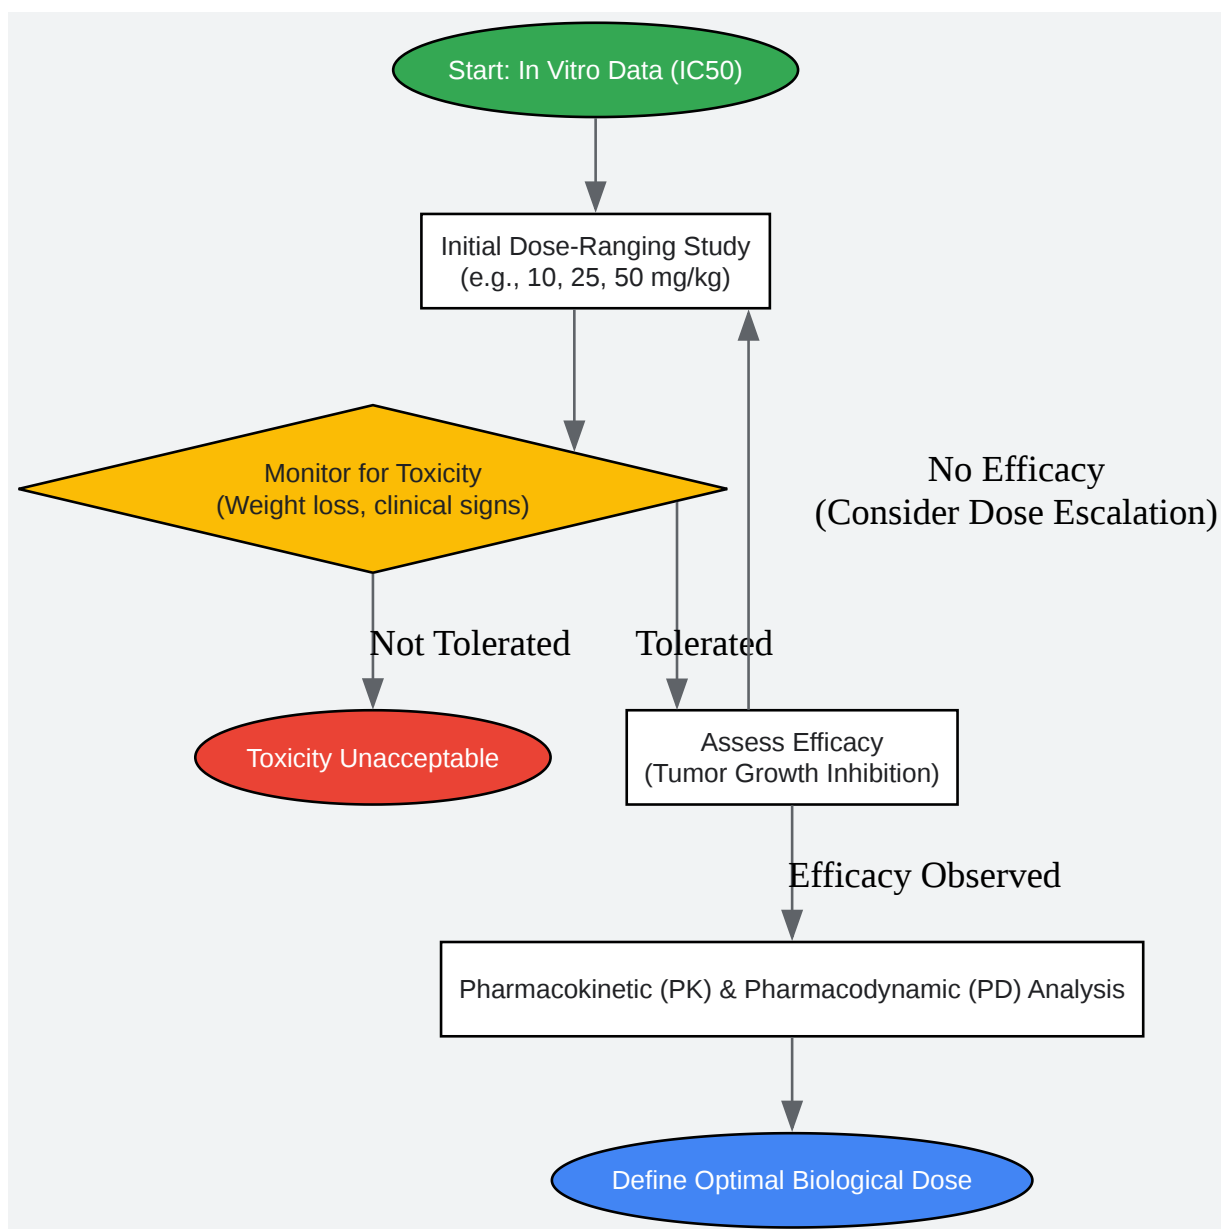 Start: In Vitro Data (IC50)
Initial Dose-Ranging Study
(e.g., 10, 25, 50 mg/kg)
Monitor for Toxicity
(Weight loss, clinical signs)
No Efficacy
(Consider Dose Escalation)
Not Tolerated
Tolerated
Toxicity Unacceptable
Assess Efficacy
(Tumor Growth Inhibition)
Efficacy Observed
Pharmacokinetic (PK) & Pharmacodynamic (PD) Analysis
Define Optimal Biological Dose